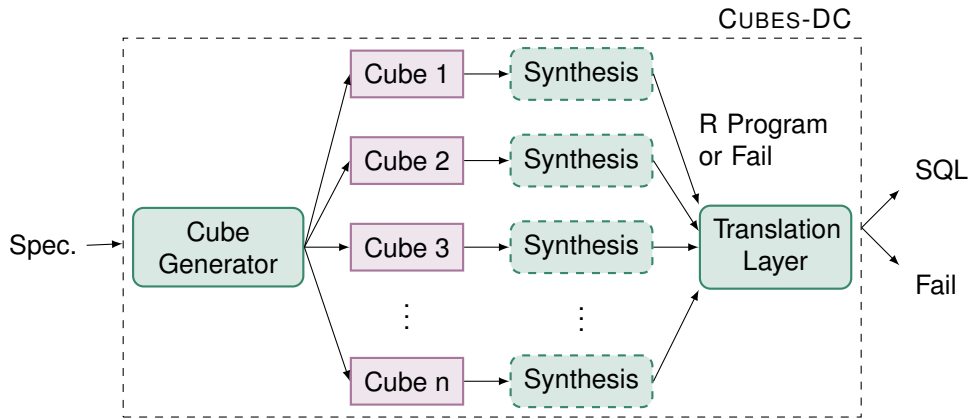 CUBES-DC
Cube 1
Synthesis
R Program
or Fail
Cube 2
Synthesis
SQL
Spec.
Cube
Generator
Cube 3
Synthesis
Translation
Layer
Fail
⋮
⋮
Cube n
Synthesis